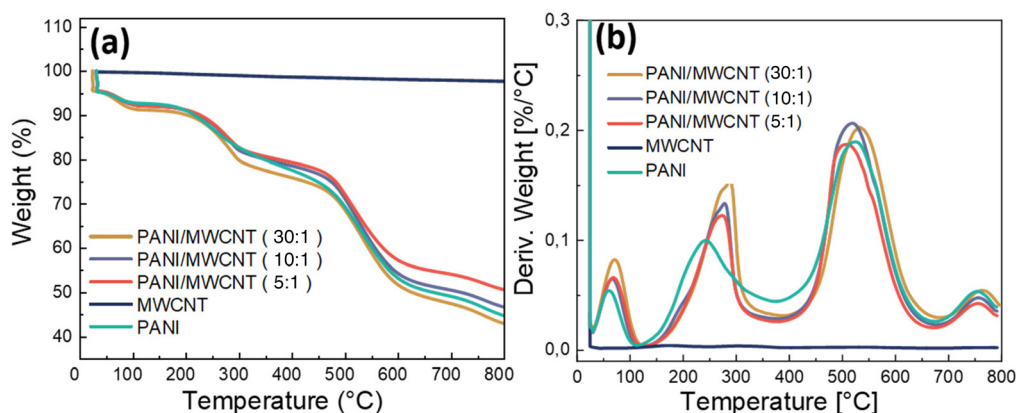 (a)
110
100
90
80
70
60
50
40
Weight (%)
PANI/MWCNT ( 30:1 )
PANI/MWCNT ( 10:1 )
PANI/MWCNT ( 5:1 )
MWCNT
PANI
0 100 200 300 400 500 600 700 800
Temperature (°C)
(b)
0,3
0,2
0,1
0,0
Deriv. Weight [%/°C]
PANI/MWCNT (30:1)
PANI/MWCNT (10:1)
PANI/MWCNT (5:1)
MWCNT
PANI
0 100 200 300 400 500 600 700 800
Temperature [°C]